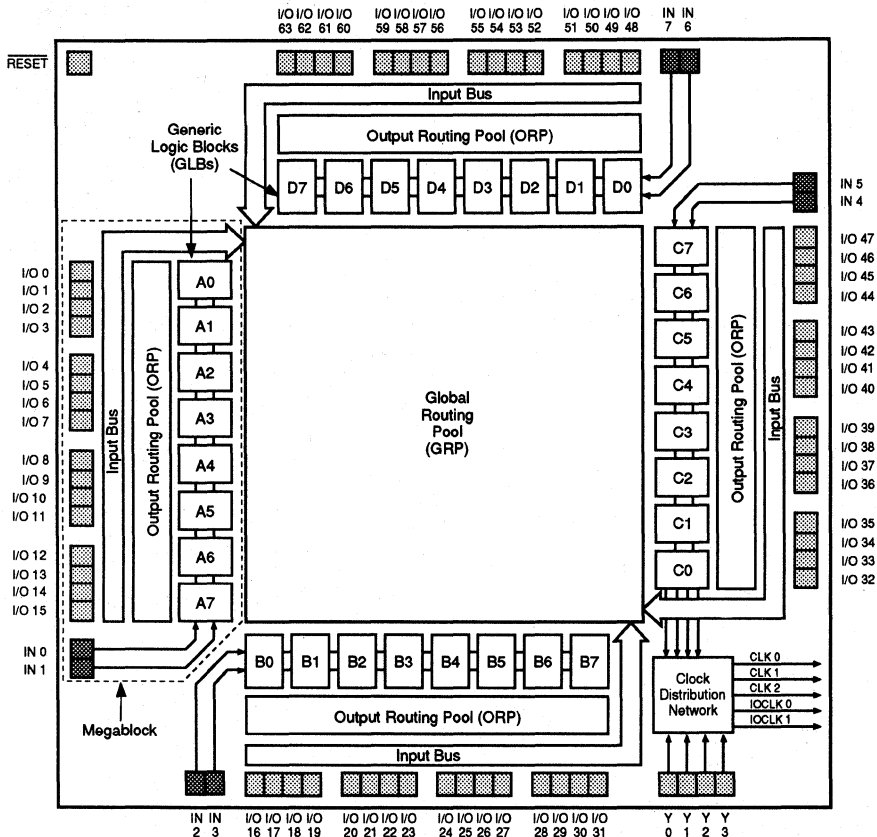 I/O I/O I/O I/O
63 62 61 60
I/O I/O I/O I/O
59 58 57 56
I/O I/O I/O I/O
55 54 53 52
I/O I/O I/O I/O
51 50 49 48
IN IN
7 6
RESET
Input Bus
Output Routing Pool (ORP)
Generic
Logic Blocks
(GLBs)
D7 D6 D5 D4 D3 D2 D1 D0
IN 5
IN 4
I/O 0
I/O 1
I/O 2
I/O 3
I/O 4
I/O 5
I/O 6
I/O 7
I/O 8
I/O 9
I/O 10
I/O 11
I/O 12
I/O 13
I/O 14
I/O 15
IN 0
IN 1
Input Bus
Output Routing Pool (ORP)
A0
A1
A2
A3
A4
A5
A6
A7
Global
Routing
Pool
(GRP)
C7
C6
C5
C4
C3
C2
C1
C0
Output Routing Pool (ORP)
Input Bus
I/O 47
I/O 46
I/O 45
I/O 44
I/O 43
I/O 42
I/O 41
I/O 40
I/O 39
I/O 38
I/O 37
I/O 36
I/O 35
I/O 34
I/O 33
I/O 32
Megablock
B0 B1 B2 B3 B4 B5 B6 B7
Output Routing Pool (ORP)
Input Bus
Clock
Distribution
Network
CLK 0
CLK 1
CLK 2
IOCLK 0
IOCLK 1
IN IN
2 3
I/O I/O I/O I/O
16 17 18 19
I/O I/O I/O I/O
20 21 22 23
I/O I/O I/O I/O
24 25 26 27
I/O I/O I/O I/O
28 29 30 31
Y Y Y Y
0 1 2 3